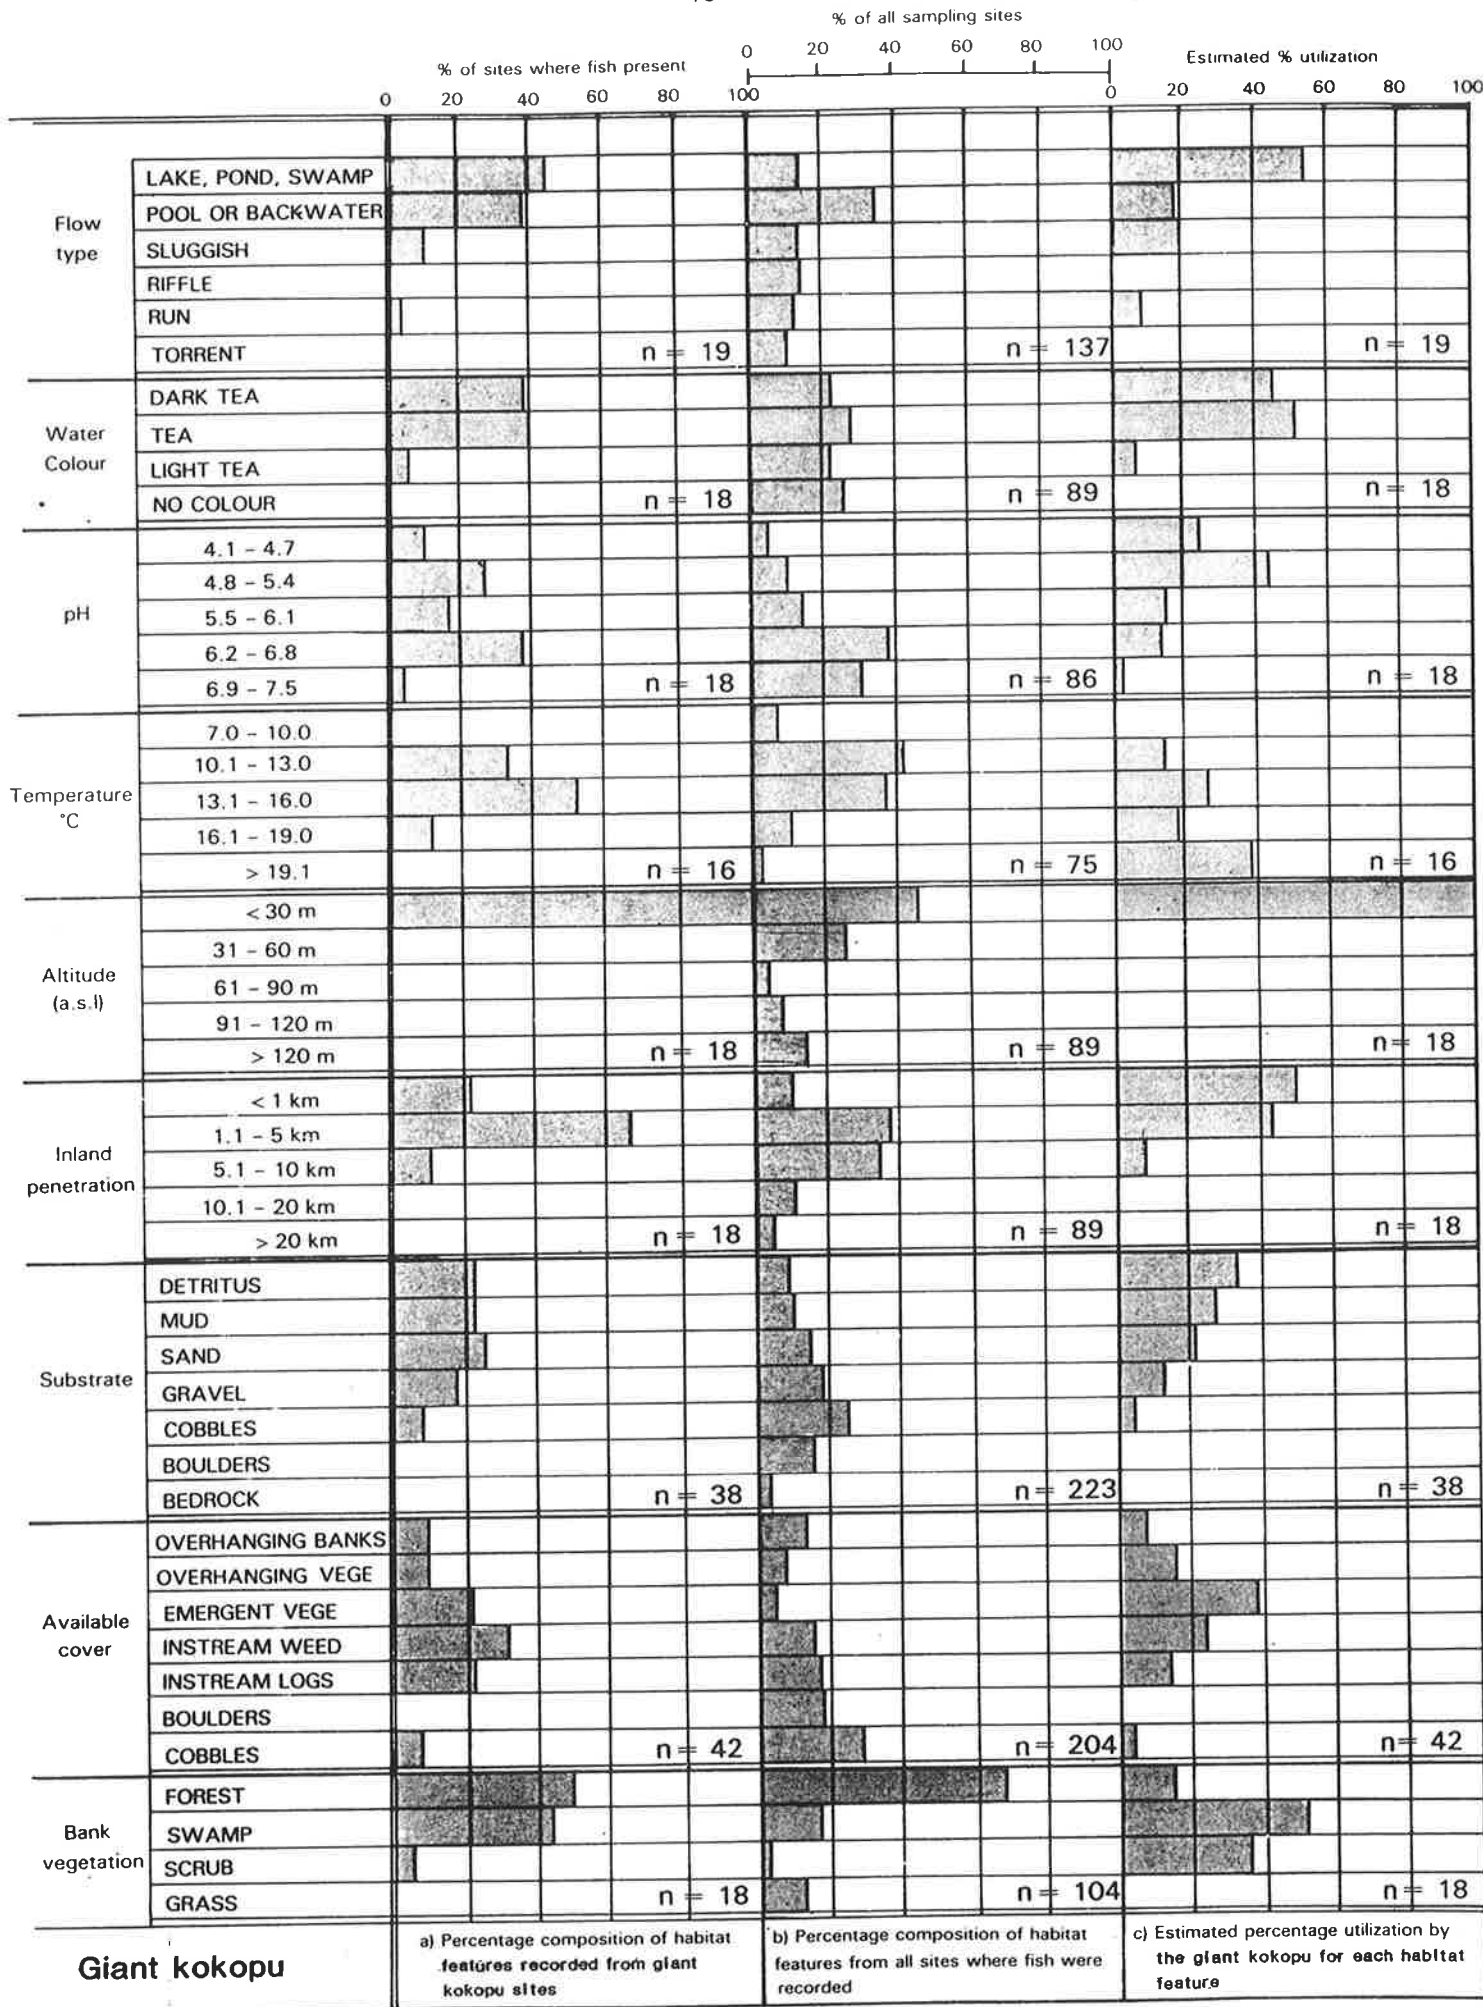 % of all sampling sites
0 20 40 60 80 100
% of sites where fish present
Estimated % utilization
0 20 40 60 80 100
0 20 40 60 80 100
Flow type
LAKE, POND, SWAMP
POOL OR BACKWATER
SLUGGISH
RIFFLE
RUN
TORRENT n = 19 n = 137 n = 19
Water Colour
DARK TEA
TEA
LIGHT TEA
NO COLOUR n = 18 n = 89 n = 18
pH
4.1 – 4.7
4.8 – 5.4
5.5 – 6.1
6.2 – 6.8
6.9 – 7.5 n = 18 n = 86 n = 18
Temperature °C
7.0 – 10.0
10.1 – 13.0
13.1 – 16.0
16.1 – 19.0
> 19.1 n = 16 n = 75 n = 16
Altitude (a.s.l)
< 30 m
31 – 60 m
61 – 90 m
91 – 120 m
> 120 m n = 18 n = 89 n = 18
Inland penetration
< 1 km
1.1 – 5 km
5.1 – 10 km
10.1 – 20 km
> 20 km n = 18 n = 89 n = 18
Substrate
DETRITUS
MUD
SAND
GRAVEL
COBBLES
BOULDERS
BEDROCK n = 38 n = 223 n = 38
Available cover
OVERHANGING BANKS
OVERHANGING VEGE
EMERGENT VEGE
INSTREAM WEED
INSTREAM LOGS
BOULDERS
COBBLES n = 42 n = 204 n = 42
Bank vegetation
FOREST
SWAMP
SCRUB
GRASS n = 18 n = 104 n = 18
Giant kokopu
a) Percentage composition of habitat
features recorded from giant
kokopu sites
b) Percentage composition of habitat
features from all sites where fish were
recorded
c) Estimated percentage utilization by
the giant kokopu for each habitat
feature